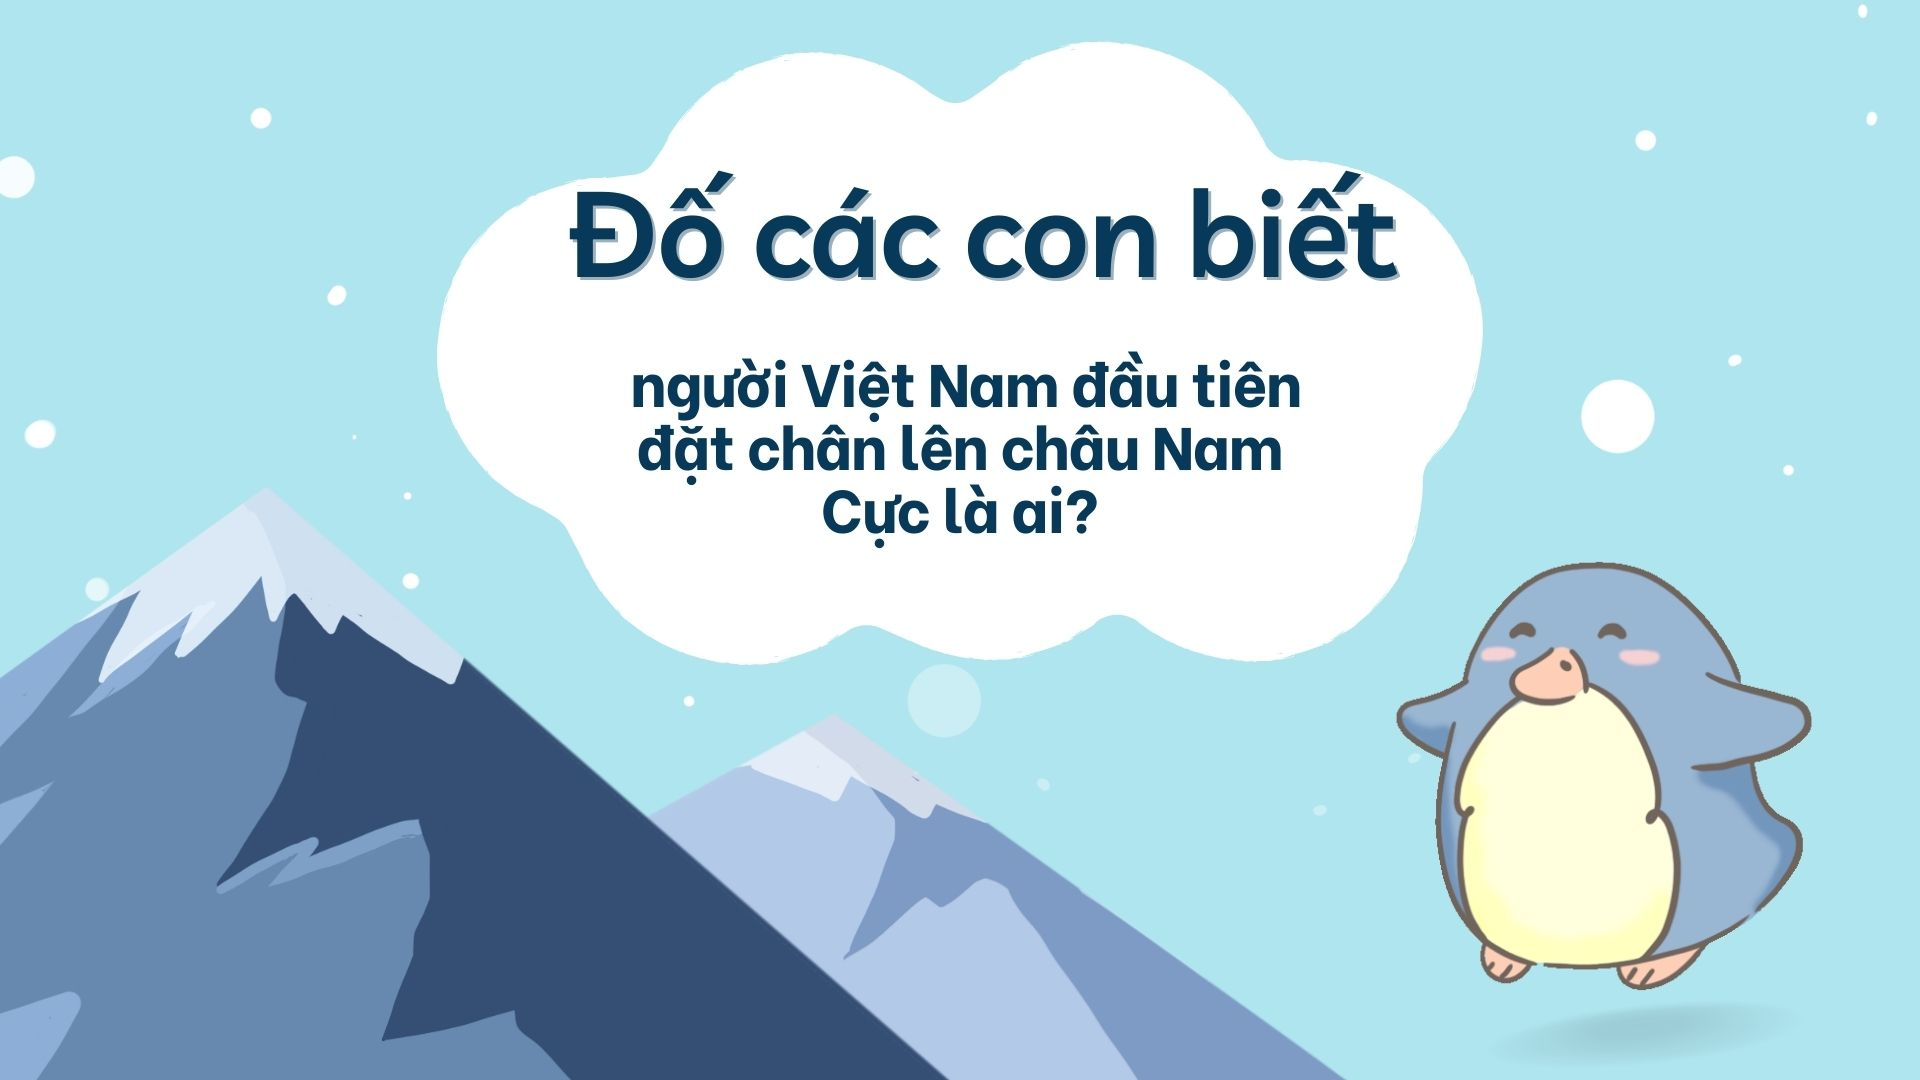 Đố các con biết
người Việt Nam đầu tiên
đặt chân lên châu Nam
Cực là ai?